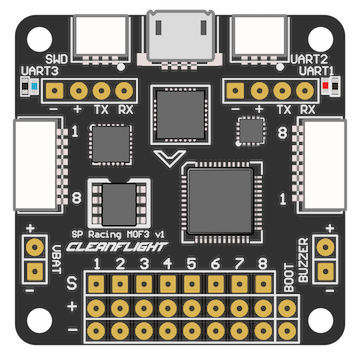 SWD
UART2
UART3
UART1
- + TX RX
- + TX RX
1
8
8
1
SP Racing MOF3 v1
CLEANFLIGHT
+
VBAT
-
+
BUZZER
-
1 2 3 4 5 6 7 8
S
BOOT
+
-